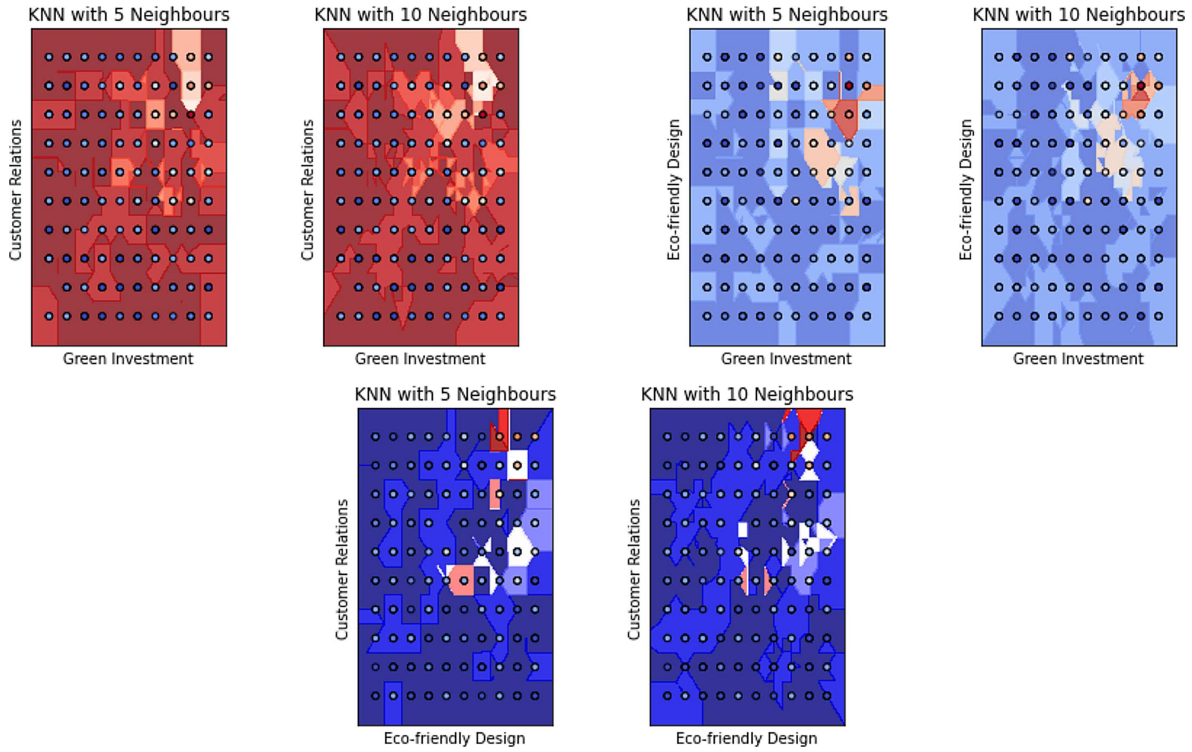 KNN with 5 Neighbours
KNN with 10 Neighbours
KNN with 5 Neighbours
KNN with 10 Neighbours
Customer Relations
Customer Relations
Eco-friendly Design
Eco-friendly Design
Green Investment
Green Investment
Green Investment
Green Investment
KNN with 5 Neighbours
KNN with 10 Neighbours
Customer Relations
Customer Relations
Eco-friendly Design
Eco-friendly Design